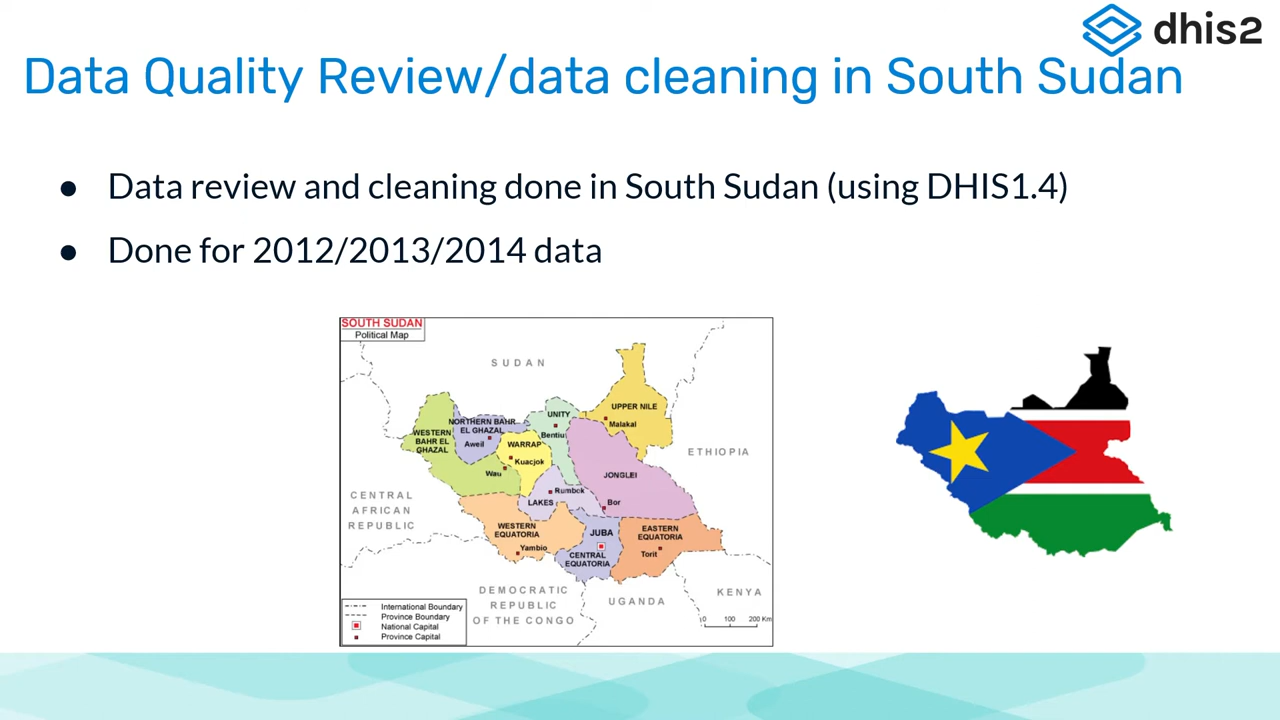 dhis2
Data Quality Review/data cleaning in South Sudan
● Data review and cleaning done in South Sudan (using DHIS1.4)
● Done for 2012/2013/2014 data
SOUTH SUDAN
Political Map
SUDAN
UPPER NILE
Malakal
UNITY
Bentiu
NORTHERN BAHR
EL GHAZAL
Aweil
WESTERN
BAHR EL
GHAZAL
WARRAP
Kuacjok
Wau
ETHIOPIA
JONGLEI
Rumbek
LAKES
Bor
CENTRAL
AFRICAN
REPUBLIC
WESTERN
EQUATORIA
Yambio
JUBA
CENTRAL
EQUATORIA
EASTERN
EQUATORIA
Torit
DEMOCRATIC
REPUBLIC
OF THE CONGO
UGANDA
KENYA
0 100 200 Km
International Boundary
Province Boundary
National Capital
Province Capital